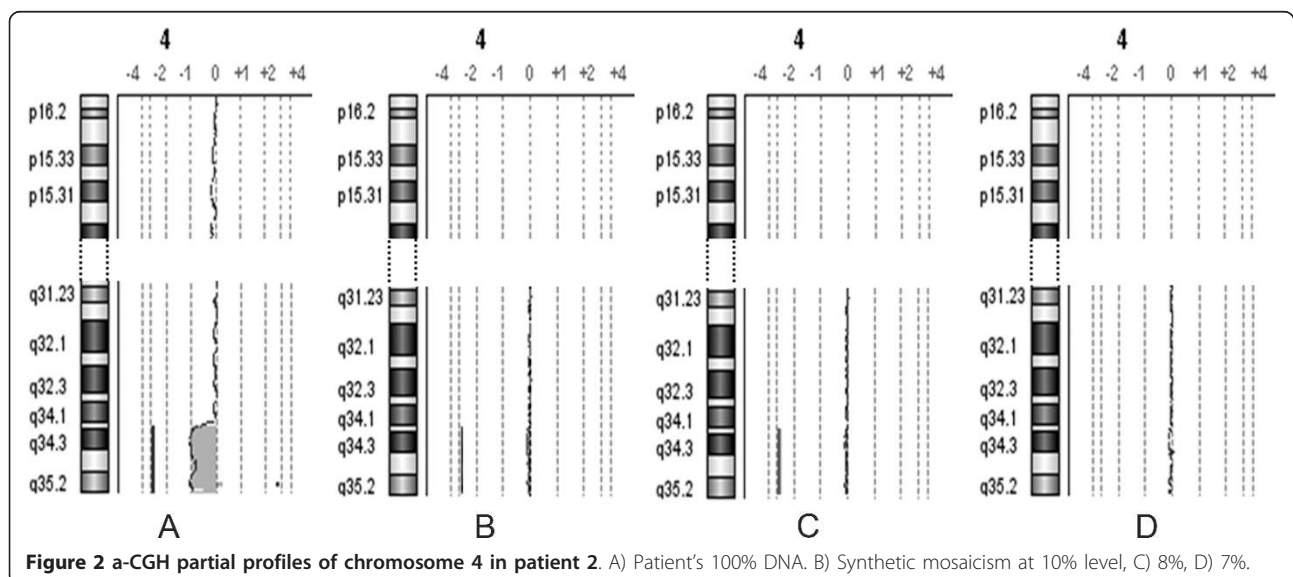 4 4 4 4
-4 -2 -1 0 +1 +2 +4 -4 -2 -1 0 +1 +2 +4 -4 -2 -1 0 +1 +2 +4 -4 -2 -1 0 +1 +2 +4
p16.2 p16.2 p16.2 p16.2
p15.33 p15.33 p15.33 p15.33
p15.31 p15.31 p15.31 p15.31
q31.23 q31.23 q31.23 q31.23
q32.1 q32.1 q32.1 q32.1
q32.3 q32.3 q32.3 q32.3
q34.1 q34.1 q34.1 q34.1
q34.3 q34.3 q34.3 q34.3
q35.2 q35.2 q35.2 q35.2
A B C D
Figure 2 a-CGH partial profiles of chromosome 4 in patient 2. A) Patient's 100% DNA. B) Synthetic mosaicism at 10% level, C) 8%, D) 7%.